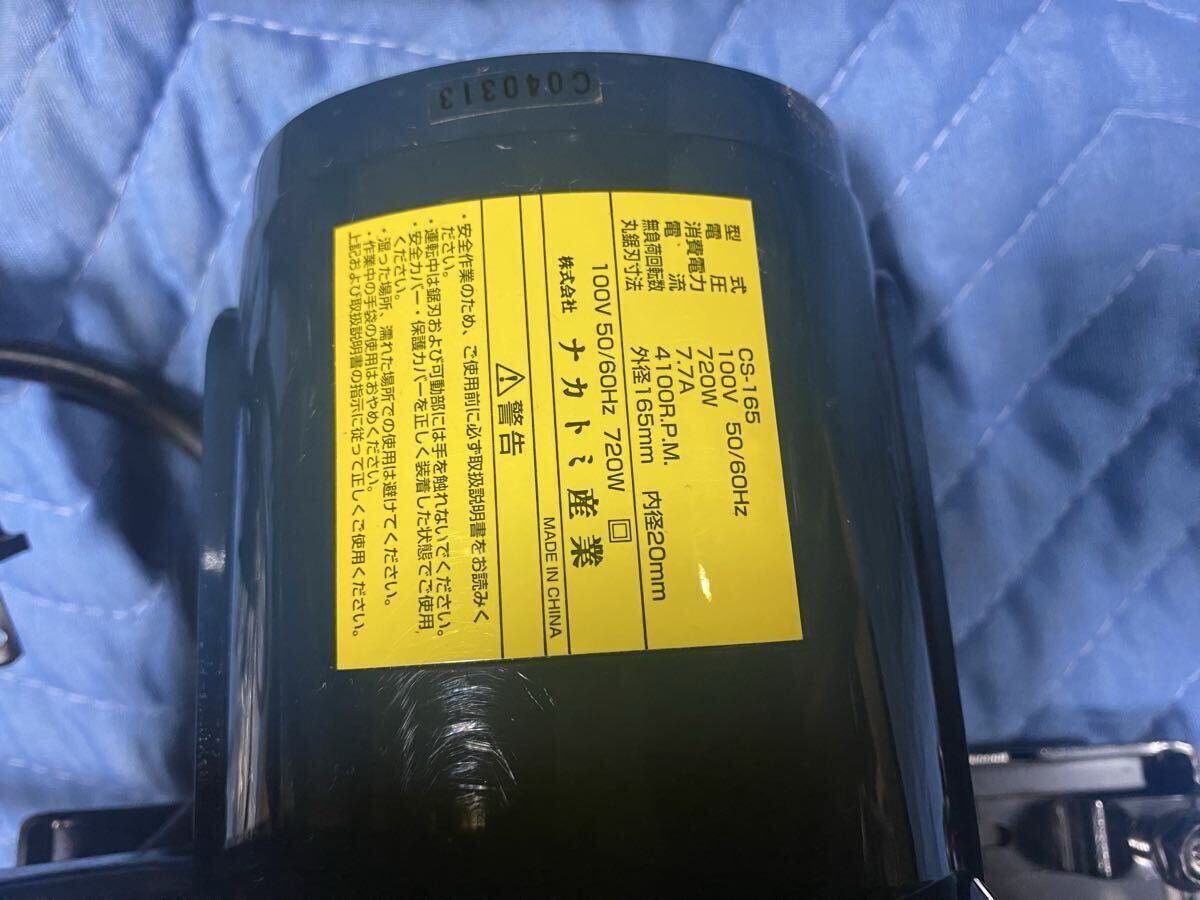 C040313
型式 CS-165
電圧 100V 50/60Hz
消費電力 720W
電流 7.7A
無負荷回転数 4100R.P.M.
丸鋸刃寸法 外径165mm 内径20mm
100V 50/60Hz 720W
株式会社 ナカトミ産業
MADE IN CHINA
⚠警告
・安全作業のため、ご使用前に必ず取扱説明書をお読みく
ださい。
・運転中は鋸刃および可動部には手を触れないでください。
・安全カバー・保護カバーを正しく装着した状態でご使用
ください。
・湿った場所、濡れた場所での使用は避けてください。
・作業中の手袋の使用はおやめください。
上記および取扱説明書の指示に従って正しくご使用ください。